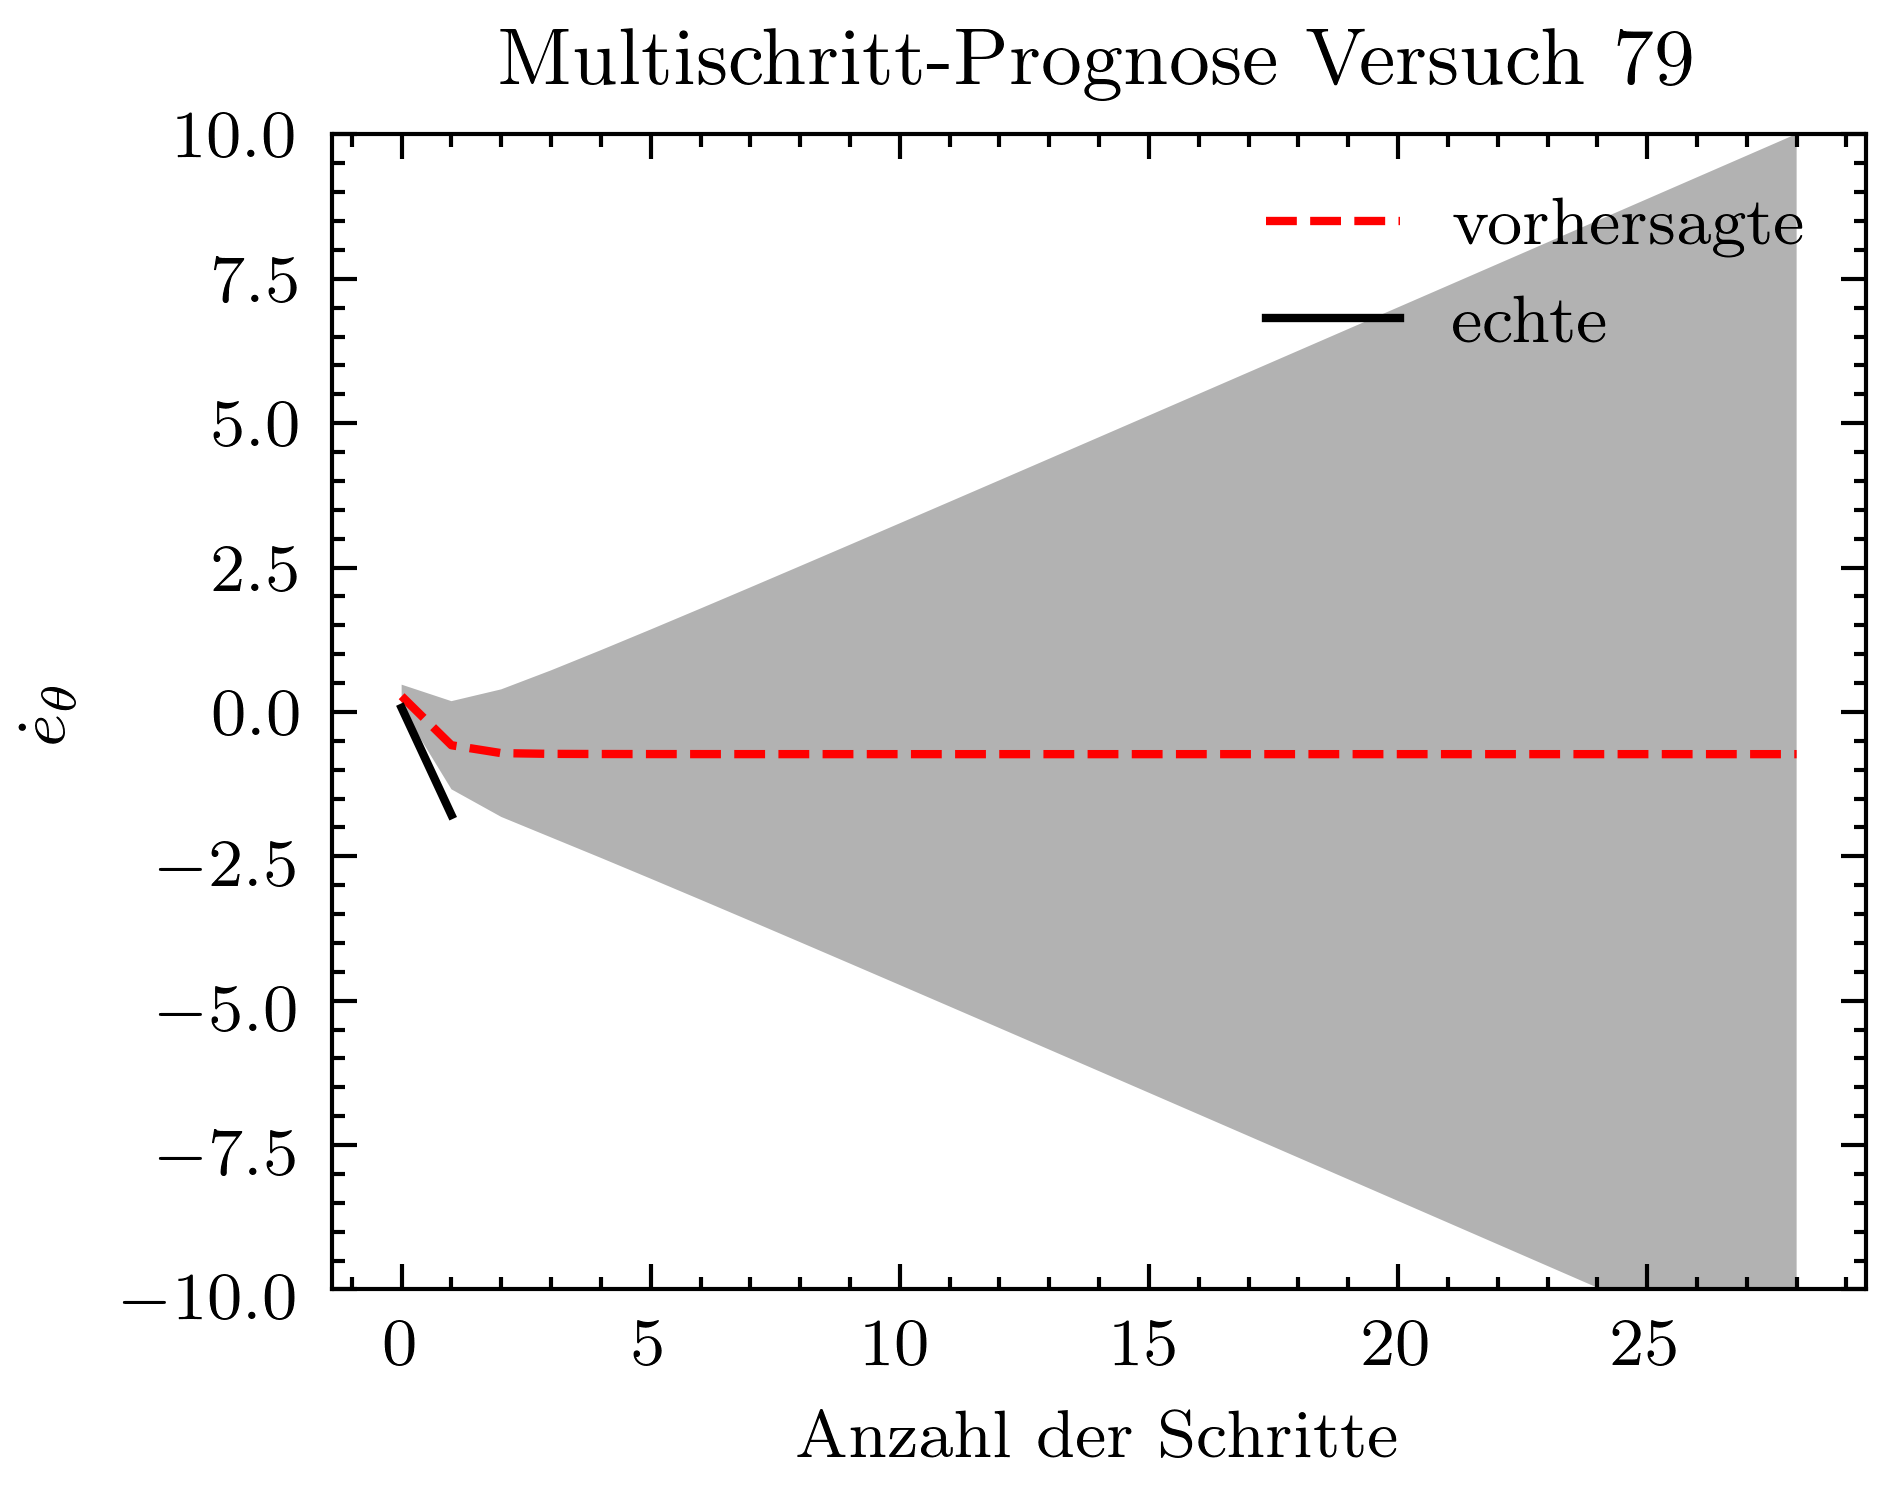 Multischritt-Prognose Versuch 79
10.0
7.5
5.0
2.5
0.0
−2.5
−5.0
−7.5
−10.0
ė_θ
vorhersagte
echte
0 5 10 15 20 25
Anzahl der Schritte